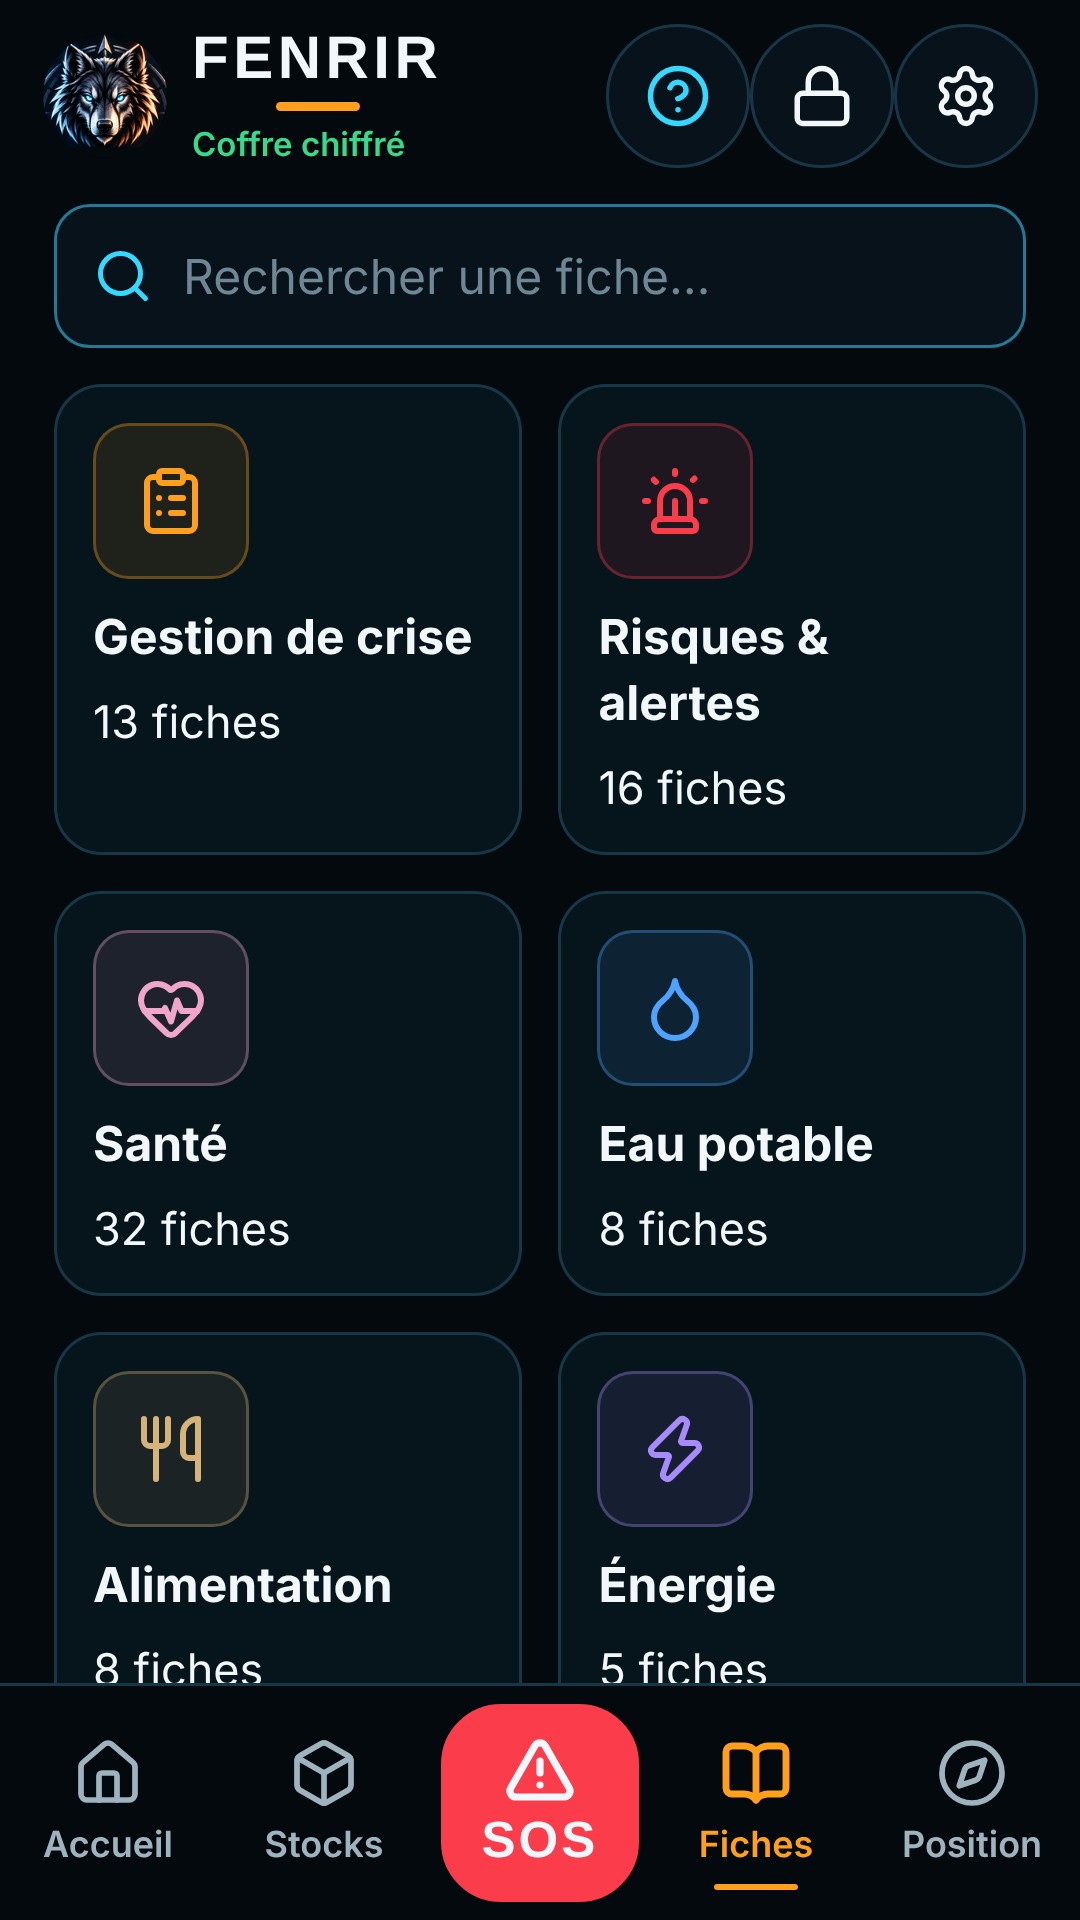 FENRIR
Coffre chiffré
Rechercher une fiche...
Gestion de crise
13 fiches
Risques &
alertes
16 fiches
Santé
32 fiches
Eau potable
8 fiches
Alimentation
8 fiches
Énergie
5 fiches
Accueil
Stocks
SOS
Fiches
Position